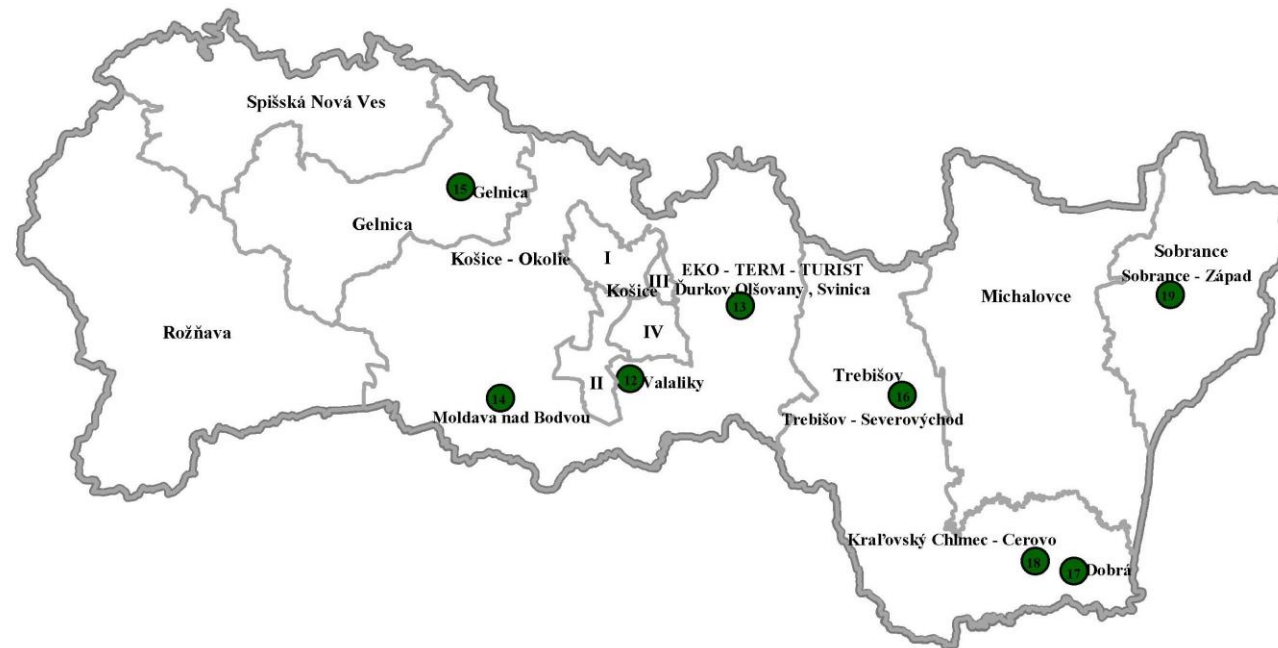 Spišská Nová Ves
15
Gelnica
Gelnica
Košice - Okolie
I
III
Košice
EKO - TERM - TURIST
Ďurkov, Olšovany , Svinica
13
Sobrance
Sobrance - Západ
19
Michalovce
Rožňava
IV
II
12
Valaliky
14
Moldava nad Bodvou
Trebišov
16
Trebišov - Severovýchod
Kraľovský Chlmec - Cerovo
18
17
Dobrá